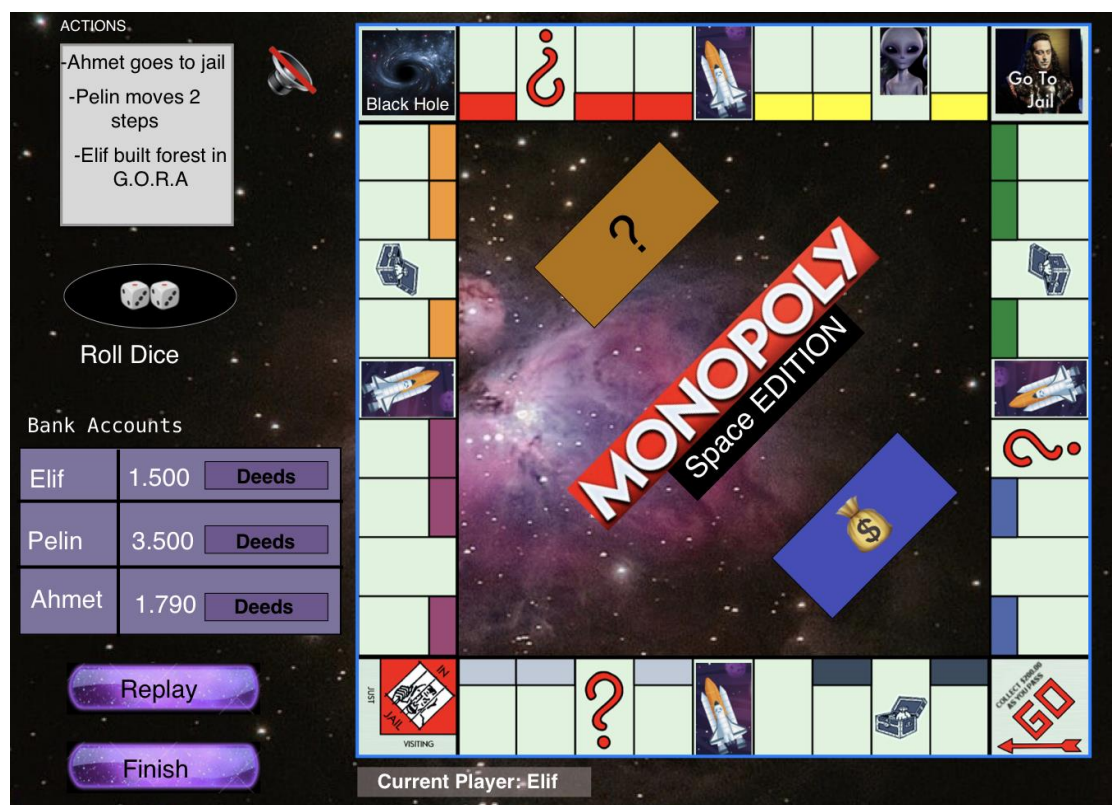 ACTIONS
-Ahmet goes to jail
-Pelin moves 2
steps
-Elif built forest in
G.O.R.A
Roll Dice
Bank Accounts
Elif 1.500 Deeds
Pelin 3.500 Deeds
Ahmet 1.790 Deeds
Replay
Finish
Black Hole
?
Go To
Jail
?
MONOPOLY
Space EDITION
?
$
IN
JAIL
JUST
VISITING
?
COLLECT $200.00
AS YOU PASS
GO
Current Player: Elif